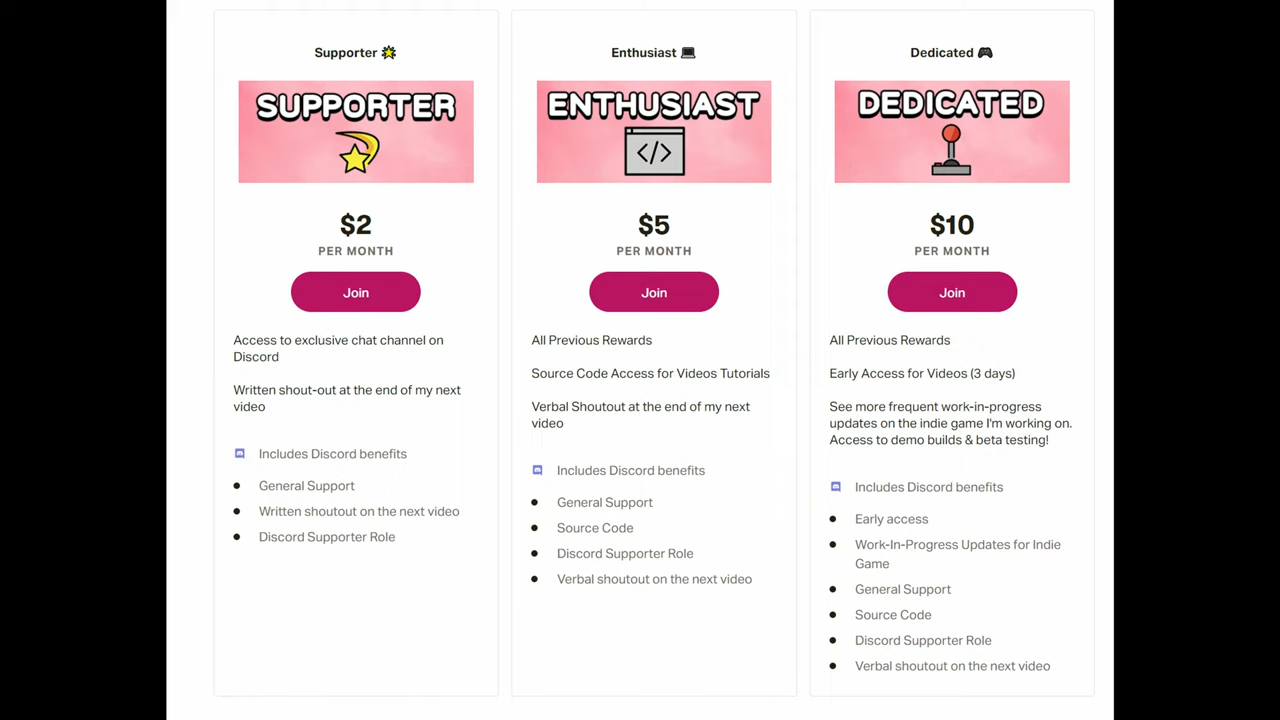 Supporter 🌟
SUPPORTER
$2
PER MONTH
Join
Access to exclusive chat channel on
Discord
Written shout-out at the end of my next
video
Includes Discord benefits
General Support
Written shoutout on the next video
Discord Supporter Role
Enthusiast 💻
ENTHUSIAST
</>
$5
PER MONTH
Join
All Previous Rewards
Source Code Access for Videos Tutorials
Verbal Shoutout at the end of my next
video
Includes Discord benefits
General Support
Source Code
Discord Supporter Role
Verbal shoutout on the next video
Dedicated 🎮
DEDICATED
$10
PER MONTH
Join
All Previous Rewards
Early Access for Videos (3 days)
See more frequent work-in-progress
updates on the indie game I'm working on.
Access to demo builds & beta testing!
Includes Discord benefits
Early access
Work-In-Progress Updates for Indie
Game
General Support
Source Code
Discord Supporter Role
Verbal shoutout on the next video